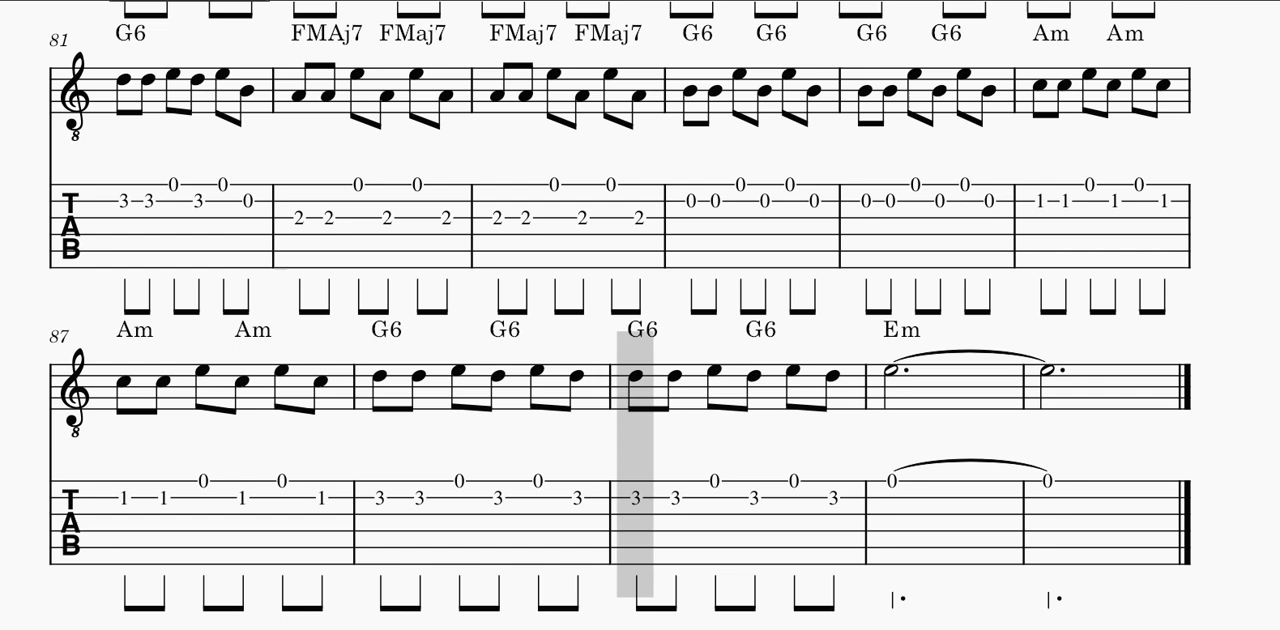 G6 FMAj7 FMaj7 FMaj7 FMaj7 G6 G6 G6 G6 Am Am
81
8
0 0 0 0 0 0 0 0 0 0 0 0
T 3 3 3 0 0 0 0 0 0 0 0 0 1 1 1 1
A 2 2 2 2 2 2 2 2
B
Am Am G6 G6 G6 G6 Em
87
8
0 0 0 0 0 0 0 0
T 1 1 1 1 3 3 3 3 3 3 3 3
A
B